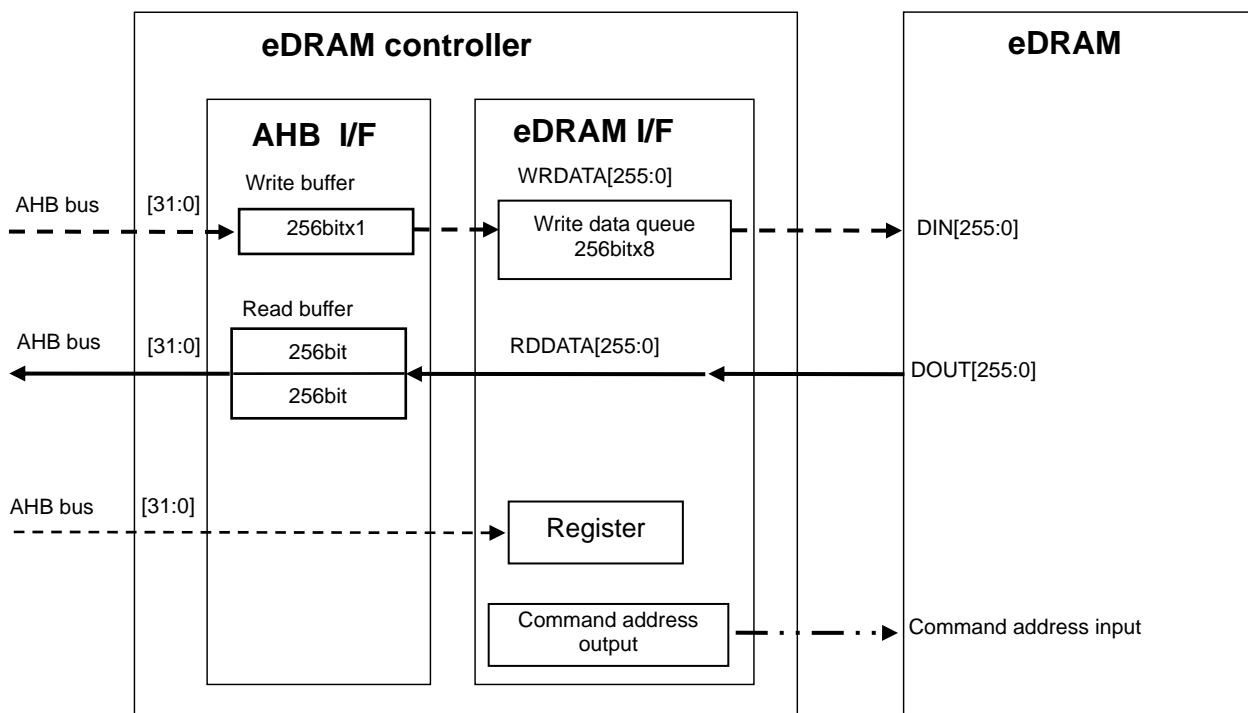 eDRAM controller
eDRAM
AHB I/F
eDRAM I/F
Write buffer
WRDATA[255:0]
AHB bus
[31:0]
256bitx1
Write data queue
256bitx8
DIN[255:0]
Read buffer
AHB bus
[31:0]
256bit
256bit
RDDATA[255:0]
DOUT[255:0]
AHB bus
[31:0]
Register
Command address
output
Command address input